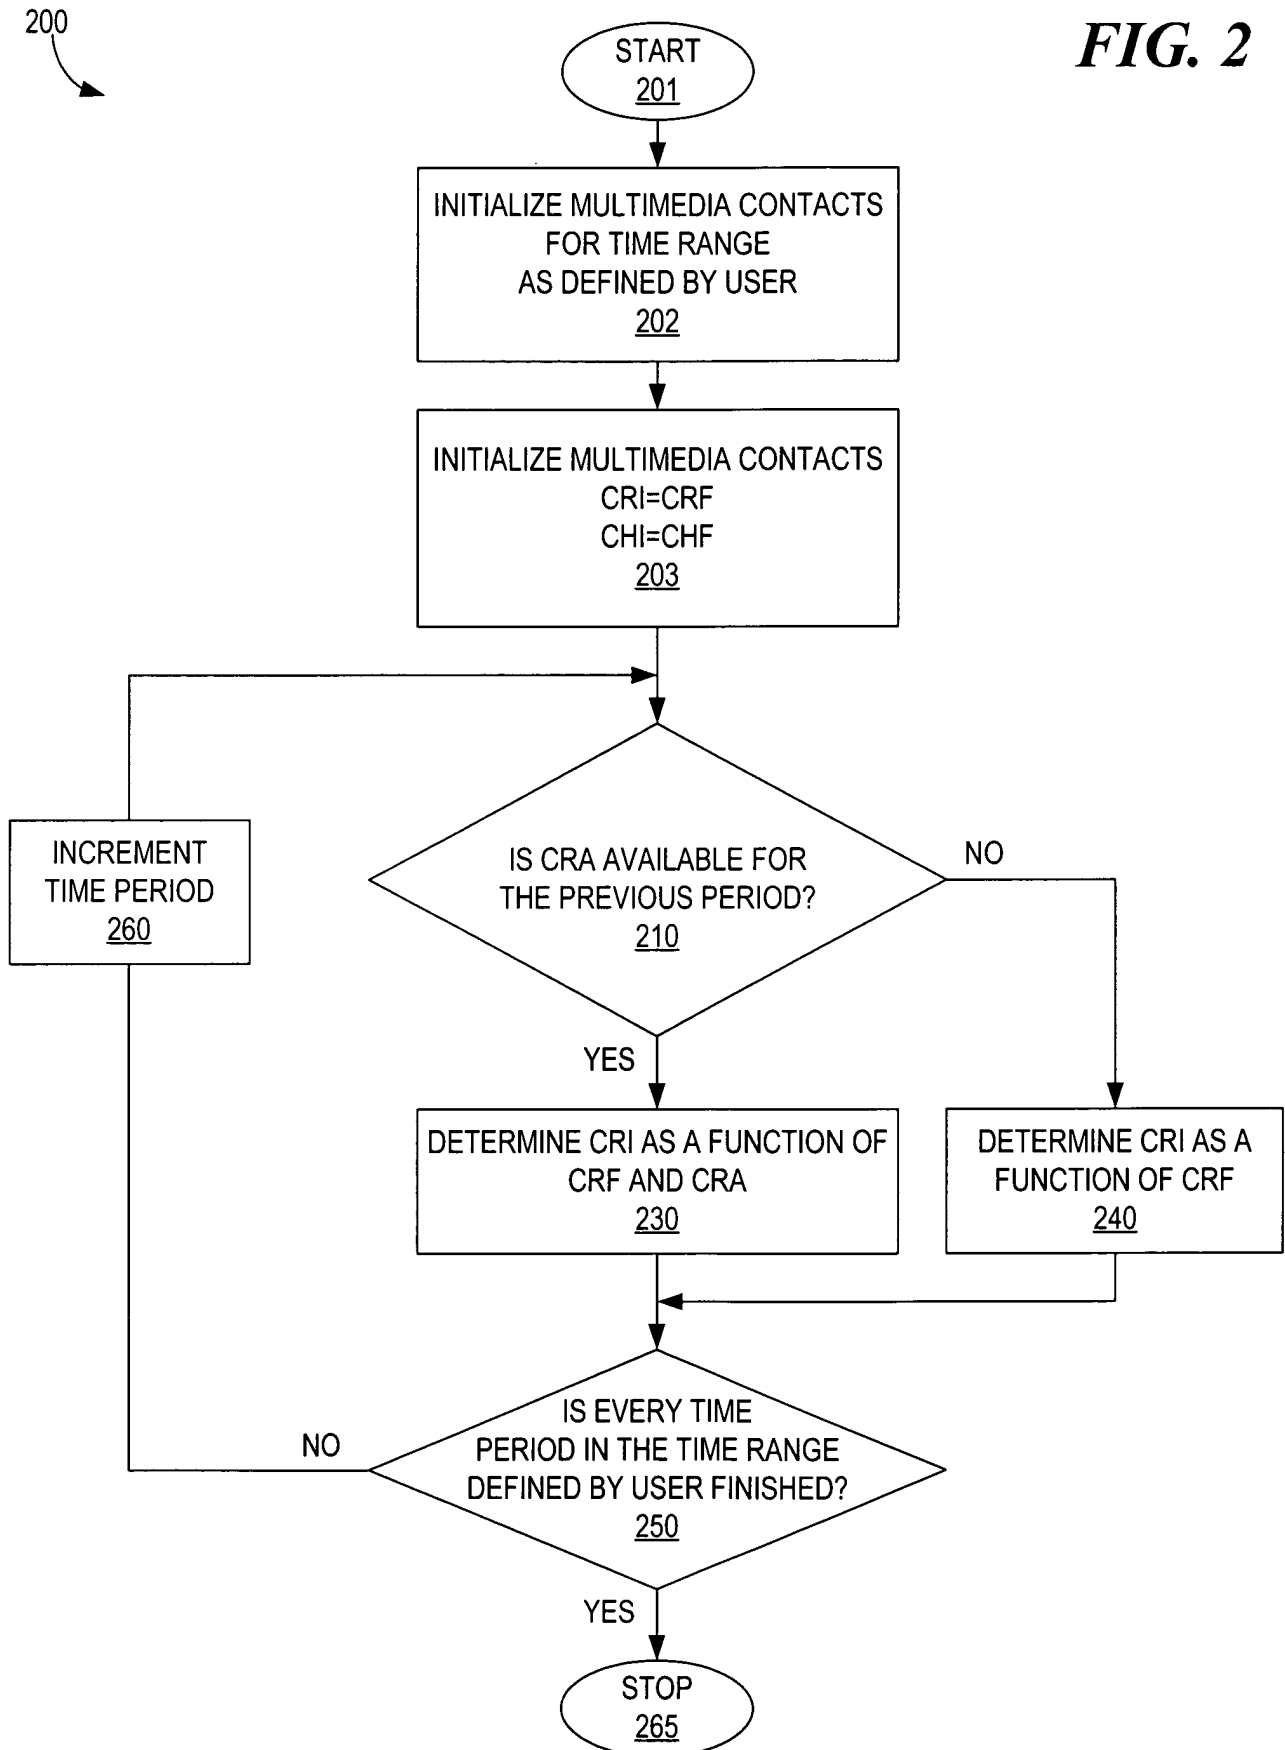 200
FIG. 2
START
201
INITIALIZE MULTIMEDIA CONTACTS
FOR TIME RANGE
AS DEFINED BY USER
202
INITIALIZE MULTIMEDIA CONTACTS
CRI=CRF
CHI=CHF
203
INCREMENT
TIME PERIOD
260
IS CRA AVAILABLE FOR
THE PREVIOUS PERIOD?
210
NO
YES
DETERMINE CRI AS A FUNCTION OF
CRF AND CRA
230
DETERMINE CRI AS A
FUNCTION OF CRF
240
IS EVERY TIME
PERIOD IN THE TIME RANGE
DEFINED BY USER FINISHED?
250
NO
YES
STOP
265